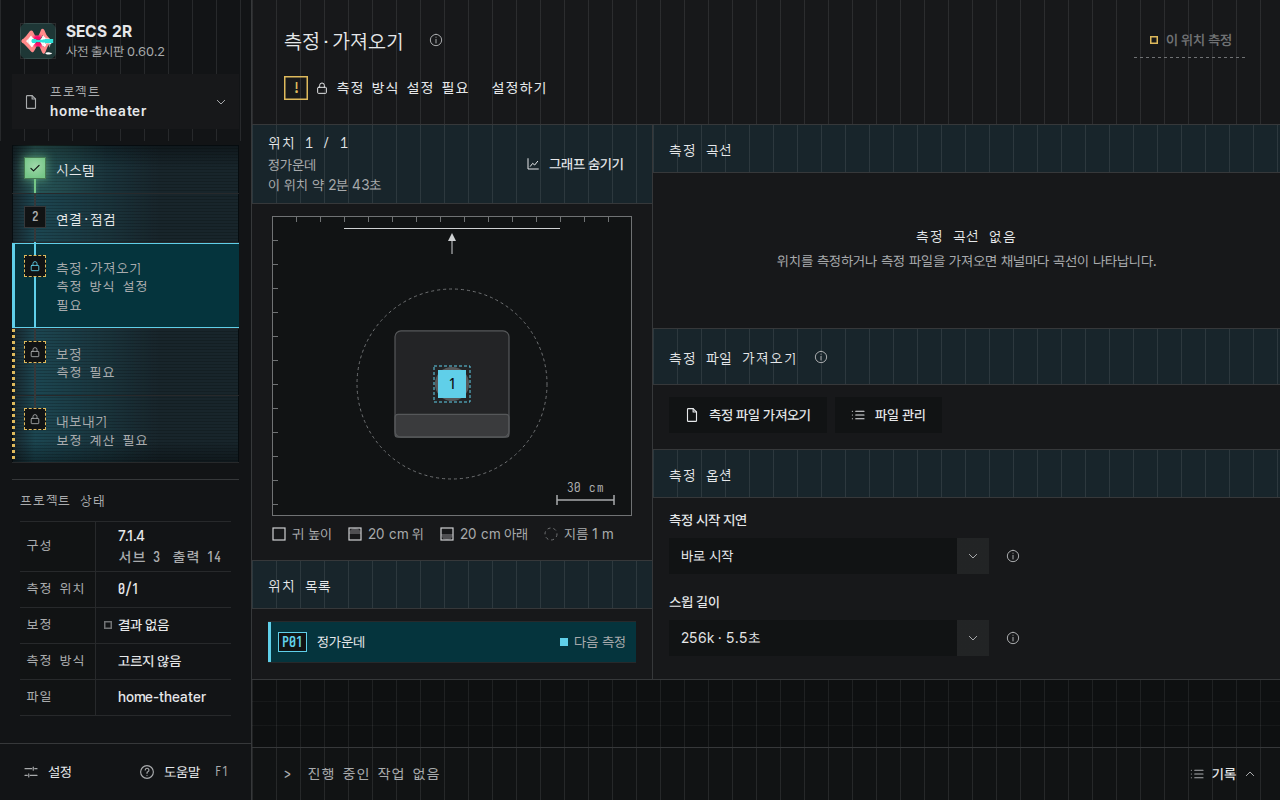 SECS 2R
사전 출시판 0.60.2
프로젝트
home-theater
시스템
2 연결·점검
측정·가져오기
측정 방식 설정
필요
보정
측정 필요
내보내기
보정 계산 필요
프로젝트 상태
구성 7.1.4
서브 3 출력 14
측정 위치 0/1
보정 결과 없음
측정 방식 고르지 않음
파일 home-theater
설정 도움말 F1
측정·가져오기
이 위치 측정
! 측정 방식 설정 필요 설정하기
위치 1 / 1
정가운데
이 위치 약 2분 43초
그래프 숨기기
1
30 cm
귀 높이 20 cm 위 20 cm 아래 지름 1 m
위치 목록
P01 정가운데 다음 측정
측정 곡선
측정 곡선 없음
위치를 측정하거나 측정 파일을 가져오면 채널마다 곡선이 나타납니다.
측정 파일 가져오기
측정 파일 가져오기 파일 관리
측정 옵션
측정 시작 지연
바로 시작
스윕 길이
256k · 5.5초
> 진행 중인 작업 없음
기록